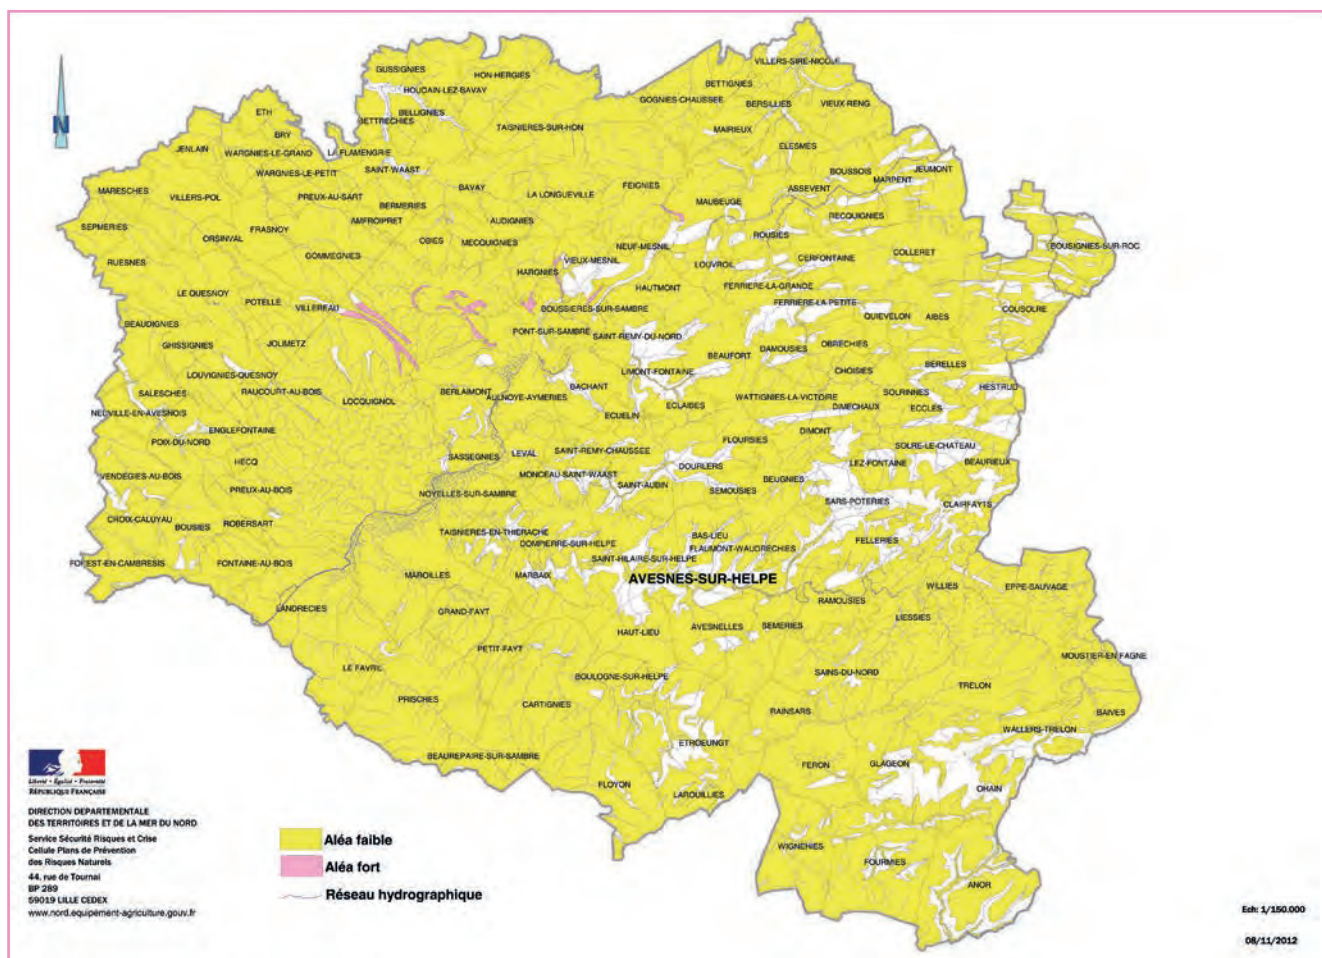 VILLERS-SIRE-NICOLE
GUSSIGNIES
HON-HERGIES
BETTIGNIES
HOUDAIN-LEZ-BAVAY
GOGNIES-CHAUSSEE
BERSILLIES
VIEUX-RENG
ETH
BELLIGNIES
BETTRECHIES
TAISNIERES-SUR-HON
MAIRIEUX
BRY
ELESMES
JENLAIN
WARGNIES-LE-GRAND
LA FLAMENGRIE
WARGNIES-LE-PETIT
SAINT-WAAST
BOUSSOIS
JEUMONT
MARPENT
MARESCHES
VILLERS-POL
PREUX-AU-SART
BAVAY
LA LONGUEVILLE
FEIGNIES
ASSEVENT
BERMERIES
MAUBEUGE
RECQUIGNIES
SEPMERIES
FRASNOY
AMFROIPRET
AUDIGNIES
ORSINVAL
OBIES
MECQUIGNIES
ROUSIES
NEUF-MESNIL
BOUSIGNIES-SUR-ROC
GOMMEGNIES
COLLERET
RUESNES
VIEUX-MESNIL
LOUVROIL
CERFONTAINE
HARGNIES
LE QUESNOY
HAUTMONT
FERRIERE-LA-GRANDE
POTELLE
VILLEREAU
BOUSSIERES-SUR-SAMBRE
FERRIERE-LA-PETITE
COUSOLRE
QUIEVELON
AIBES
BEAUDIGNIES
PONT-SUR-SAMBRE
SAINT-REMY-DU-NORD
GHISSIGNIES
JOLIMETZ
OBRECHIES
DAMOUSIES
BEAUFORT
BERELLES
LIMONT-FONTAINE
CHOISIES
LOUVIGNIES-QUESNOY
HESTRUD
BACHANT
SALESCHES
RAUCOURT-AU-BOIS
BERLAIMONT
SOLRINNES
AULNOYE-AYMERIES
WATTIGNIES-LA-VICTOIRE
LOCQUIGNOL
ECLAIBES
DIMECHAUX
ECCLES
NEUVILLE-EN-AVESNOIS
ECUELIN
ENGLEFONTAINE
DIMONT
POIX-DU-NORD
FLOURSIES
SOLRE-LE-CHATEAU
SAINT-REMY-CHAUSSEE
LEVAL
SASSEGNIES
HECQ
LEZ-FONTAINE
BEAURIEUX
DOURLERS
VENDEGIES-AU-BOIS
MONCEAU-SAINT-WAAST
BEUGNIES
SAINT-AUBIN
PREUX-AU-BOIS
SEMOUSIES
NOYELLES-SUR-SAMBRE
SARS-POTERIES
CLAIRFAYTS
CROIX-CALUYAU
BOUSIES
ROBERSART
TAISNIERES-EN-THIERACHE
BAS-LIEU
FELLERIES
DOMPIERRE-SUR-HELPE
FLAUMONT-WAUDRECHIES
SAINT-HILAIRE-SUR-HELPE
FOREST-EN-CAMBRESIS
FONTAINE-AU-BOIS
MAROILLES
MARBAIX
AVESNES-SUR-HELPE
WILLIES
EPPE-SAUVAGE
RAMOUSIES
LANDRECIES
GRAND-FAYT
LIESSIES
AVESNELLES
SEMERIES
HAUT-LIEU
PETIT-FAYT
MOUSTIER-EN-FAGNE
LE FAVRIL
BOULOGNE-SUR-HELPE
SAINS-DU-NORD
TRELON
PRISCHES
CARTIGNIES
RAINSARS
BAIVES
WALLERS-TRELON
ETROEUNGT
BEAUREPAIRE-SUR-SAMBRE
FERON
GLAGEON
FLOYON
LAROUILLIES
OHAIN
WIGNEHIES
FOURMIES
ANOR
N
Liberté • Égalité • Fraternité
RÉPUBLIQUE FRANÇAISE
DIRECTION DEPARTEMENTALE
DES TERRITOIRES ET DE LA MER DU NORD
Service Sécurité Risques et Crise
Cellule Plans de Prévention
des Risques Naturels
44, rue de Tournai
BP 289
59019 LILLE CEDEX
www.nord.equipement-agriculture.gouv.fr
Aléa faible
Aléa fort
Réseau hydrographique
Ech: 1/150.000
08/11/2012